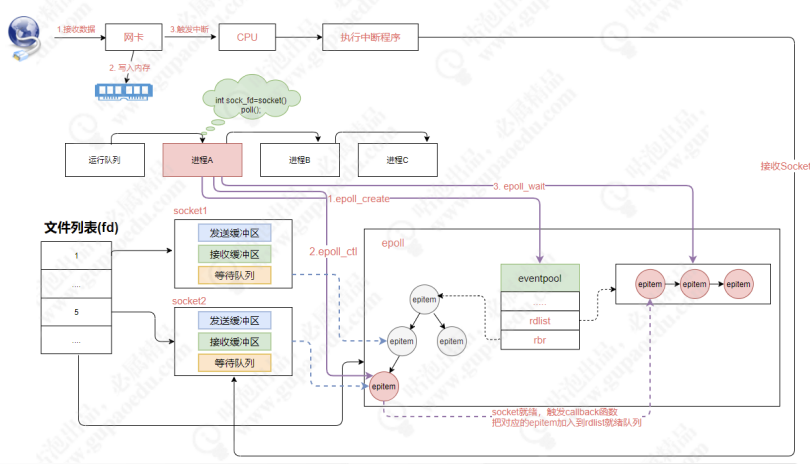 1.接收数据
网卡
3.触发中断
CPU
执行中断程序
2. 写入内存
int sock_fd=socket()
poll();
运行队列
进程A
进程B
进程C
接收Socket
3. epoll_wait
1.epoll_create
socket1
文件列表(fd)
发送缓冲区
2.epoll_ctl
epoll
1
接收缓冲区
eventpool
....
等待队列
epitem
epitem
epitem
epitem
.....
socket2
rdlist
5
发送缓冲区
rbr
....
接收缓冲区
epitem
epitem
等待队列
epitem
socket就绪，触发callback函数
把对应的epitem加入到rdlist就绪队列